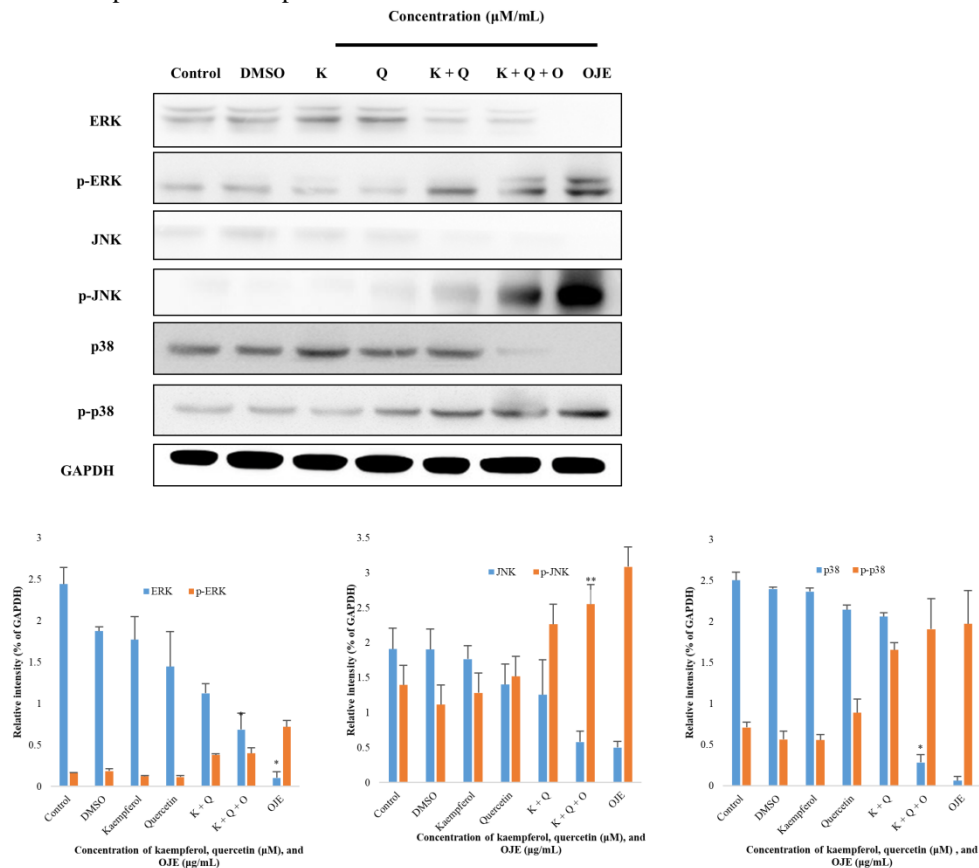 Concentration (µM/mL)
Control DMSO K Q K + Q K + Q + O OJE
ERK
p-ERK
JNK
p-JNK
p38
p-p38
GAPDH
Relative intensity (% of GAPDH)
3
2.5
2
1.5
1
0.5
0
ERK p-ERK
*
*
Control DMSO Kaempferol Quercetin K + Q K + Q + O OJE
Concentration of kaempferol, quercetin (µM), and
OJE (µg/mL)
Relative intensity (% of GAPDH)
3.5
3
2.5
2
1.5
1
0.5
0
JNK p-JNK
**
Control DMSO Kaempferol Quercetin K + Q K + Q + O OJE
Concentration of kaempferol, quercetin (µM), and
OJE (µg/mL)
Relative intensity (% of GAPDH)
3
2.5
2
1.5
1
0.5
0
p38 p-p38
*
Control DMSO Kaempferol Quercetin K + Q K + Q + O OJE
Concentration of kaempferol, quercetin (µM) , and
OJE (µg/mL)